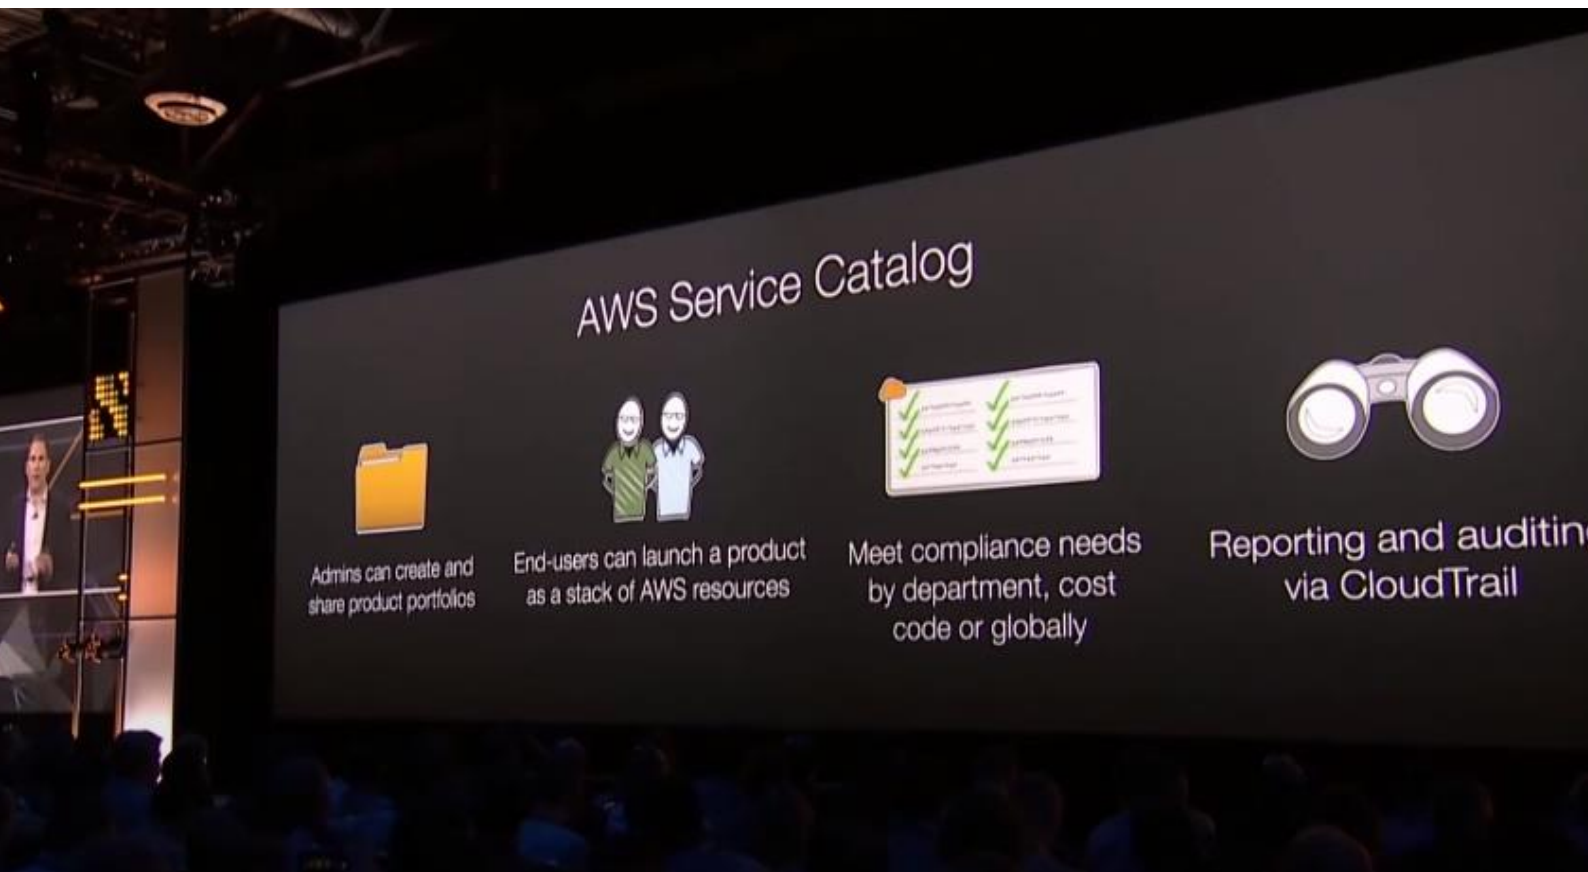 AWS Service Catalog
Admins can create and
share product portfolios
End-users can launch a product
as a stack of AWS resources
Meet compliance needs
by department, cost
code or globally
Reporting and auditing
via CloudTrail